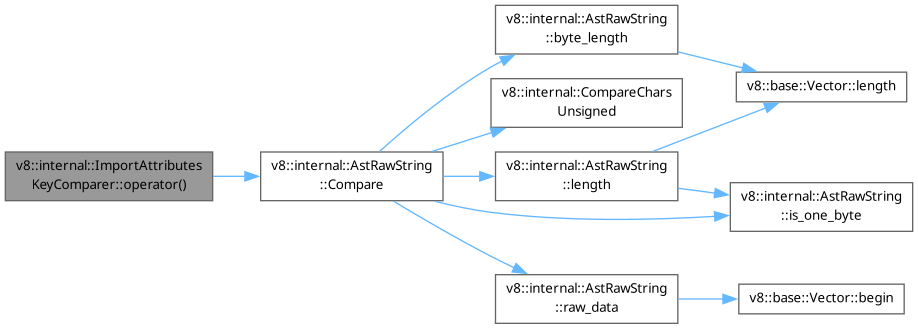 v8::internal::ImportAttributes
KeyComparer::operator()
v8::internal::AstRawString
::Compare
v8::internal::AstRawString
::byte_length
v8::internal::CompareChars
Unsigned
v8::internal::AstRawString
::length
v8::internal::AstRawString
::raw_data
v8::base::Vector::length
v8::internal::AstRawString
::is_one_byte
v8::base::Vector::begin